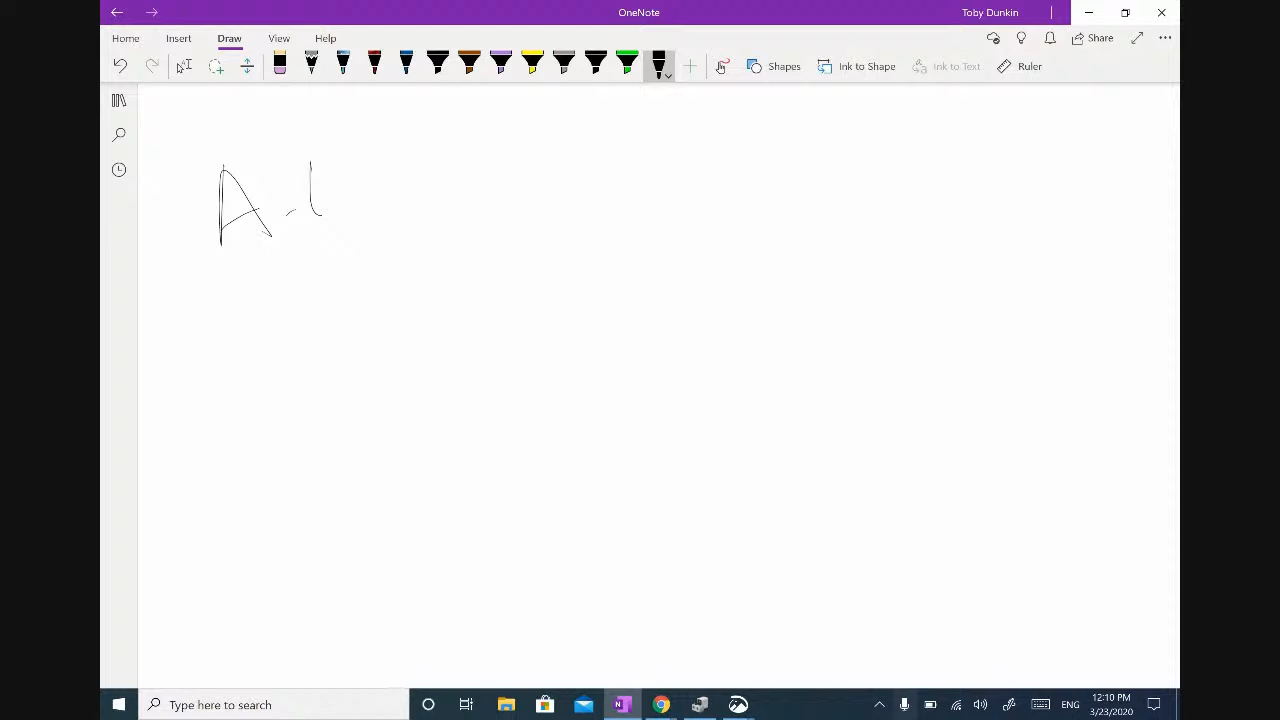 OneNote
Toby Dunkin
Home Insert Draw View Help
Share
Shapes Ink to Shape Ink to Text Ruler
A-
Type here to search
ENG
12:10 PM
3/23/2020